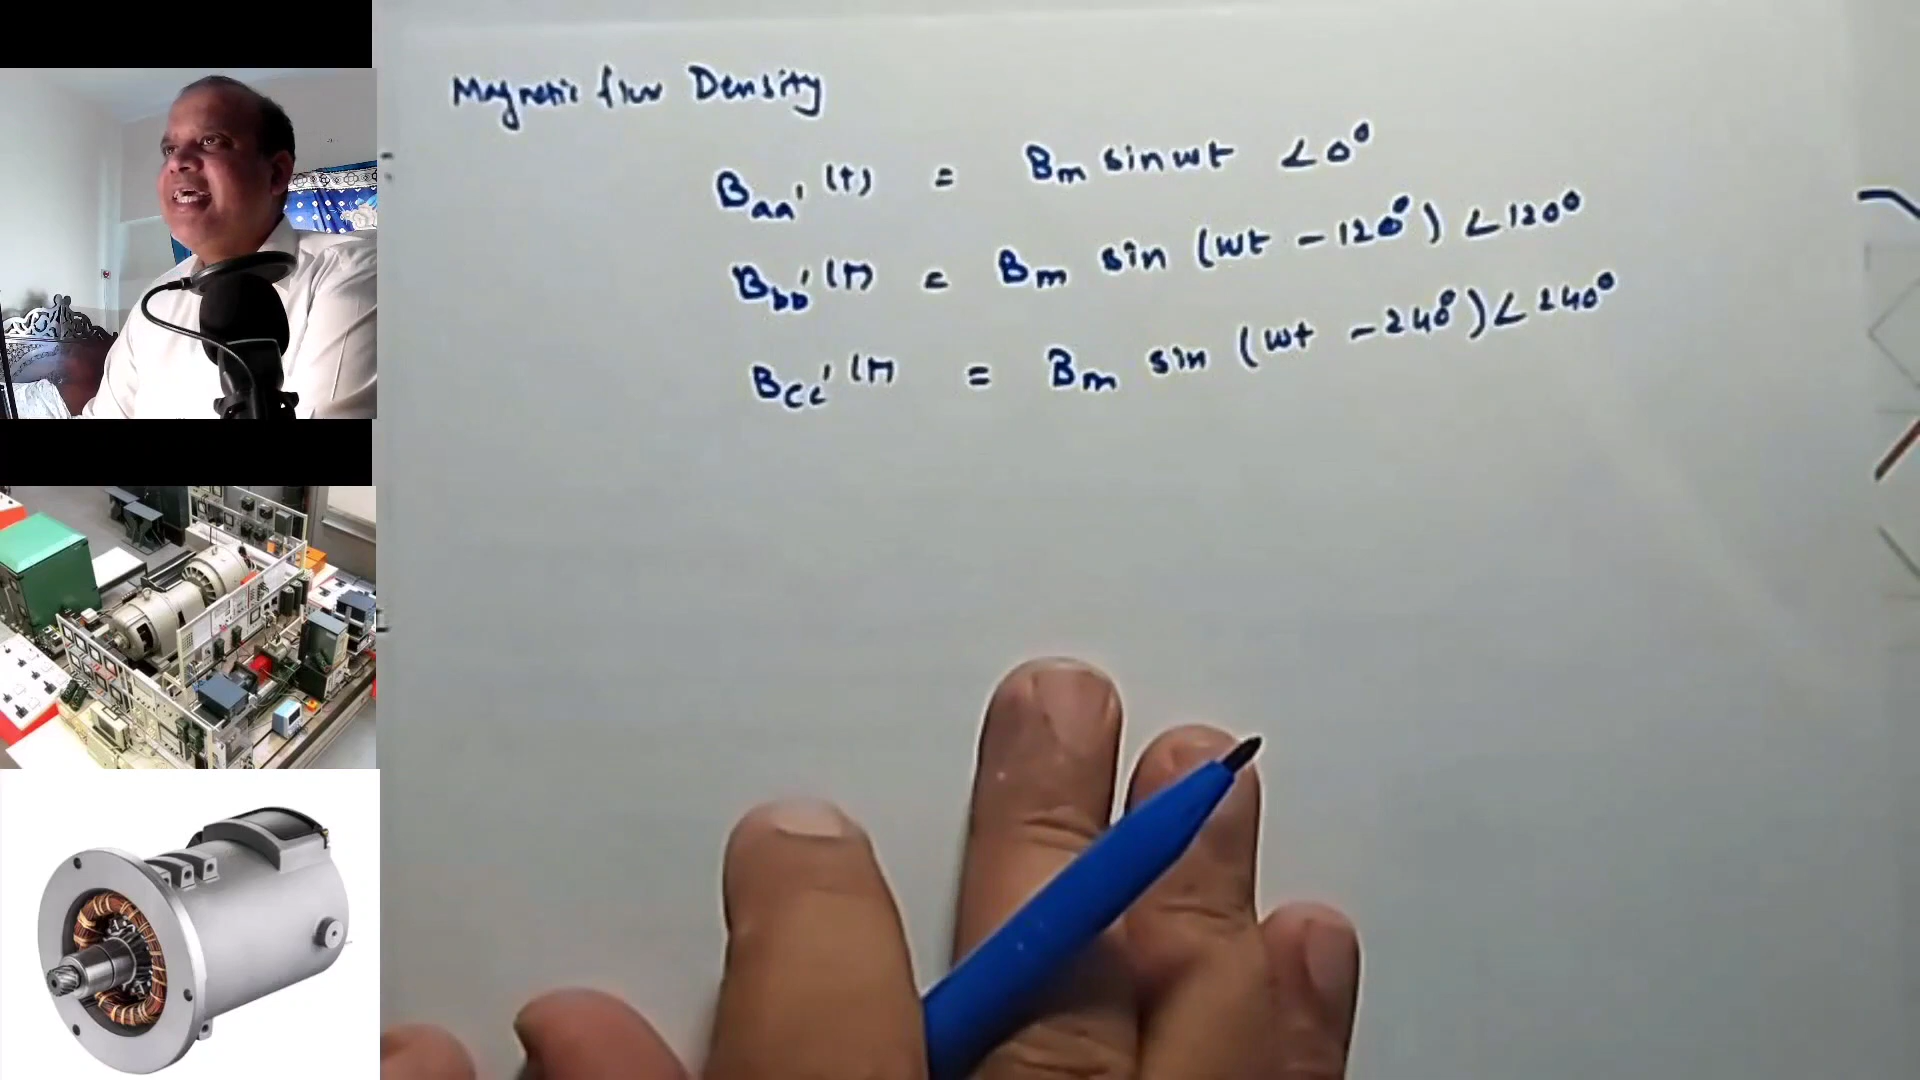 Magnetic flux Density
Baa'(t) = Bm sinwt ∠0°
Bbb'(t) = Bm sin (wt - 120°) ∠120°
Bcc'(t) = Bm sin (wt - 240°) ∠240°